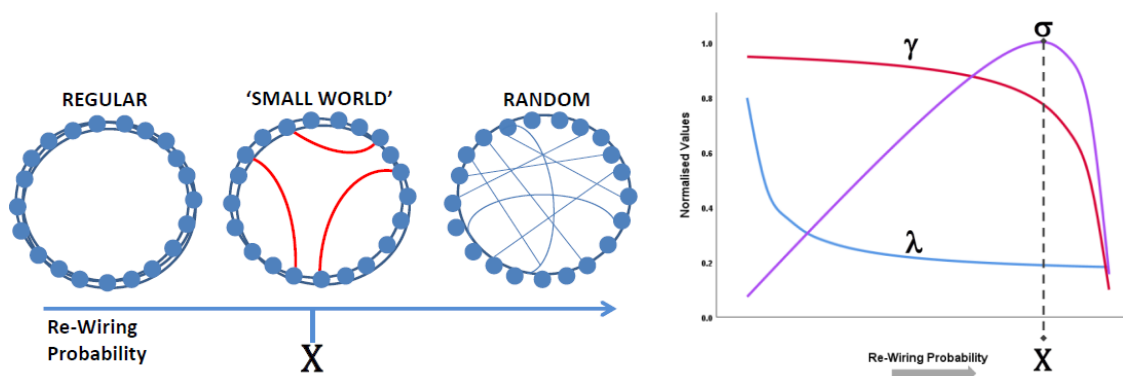 REGULAR
‘SMALL WORLD’
RANDOM
Re-Wiring
Probability
X
σ
γ
λ
1.0
0.8
0.6
0.4
0.2
0.0
Normalised Values
Re-Wiring Probability
X